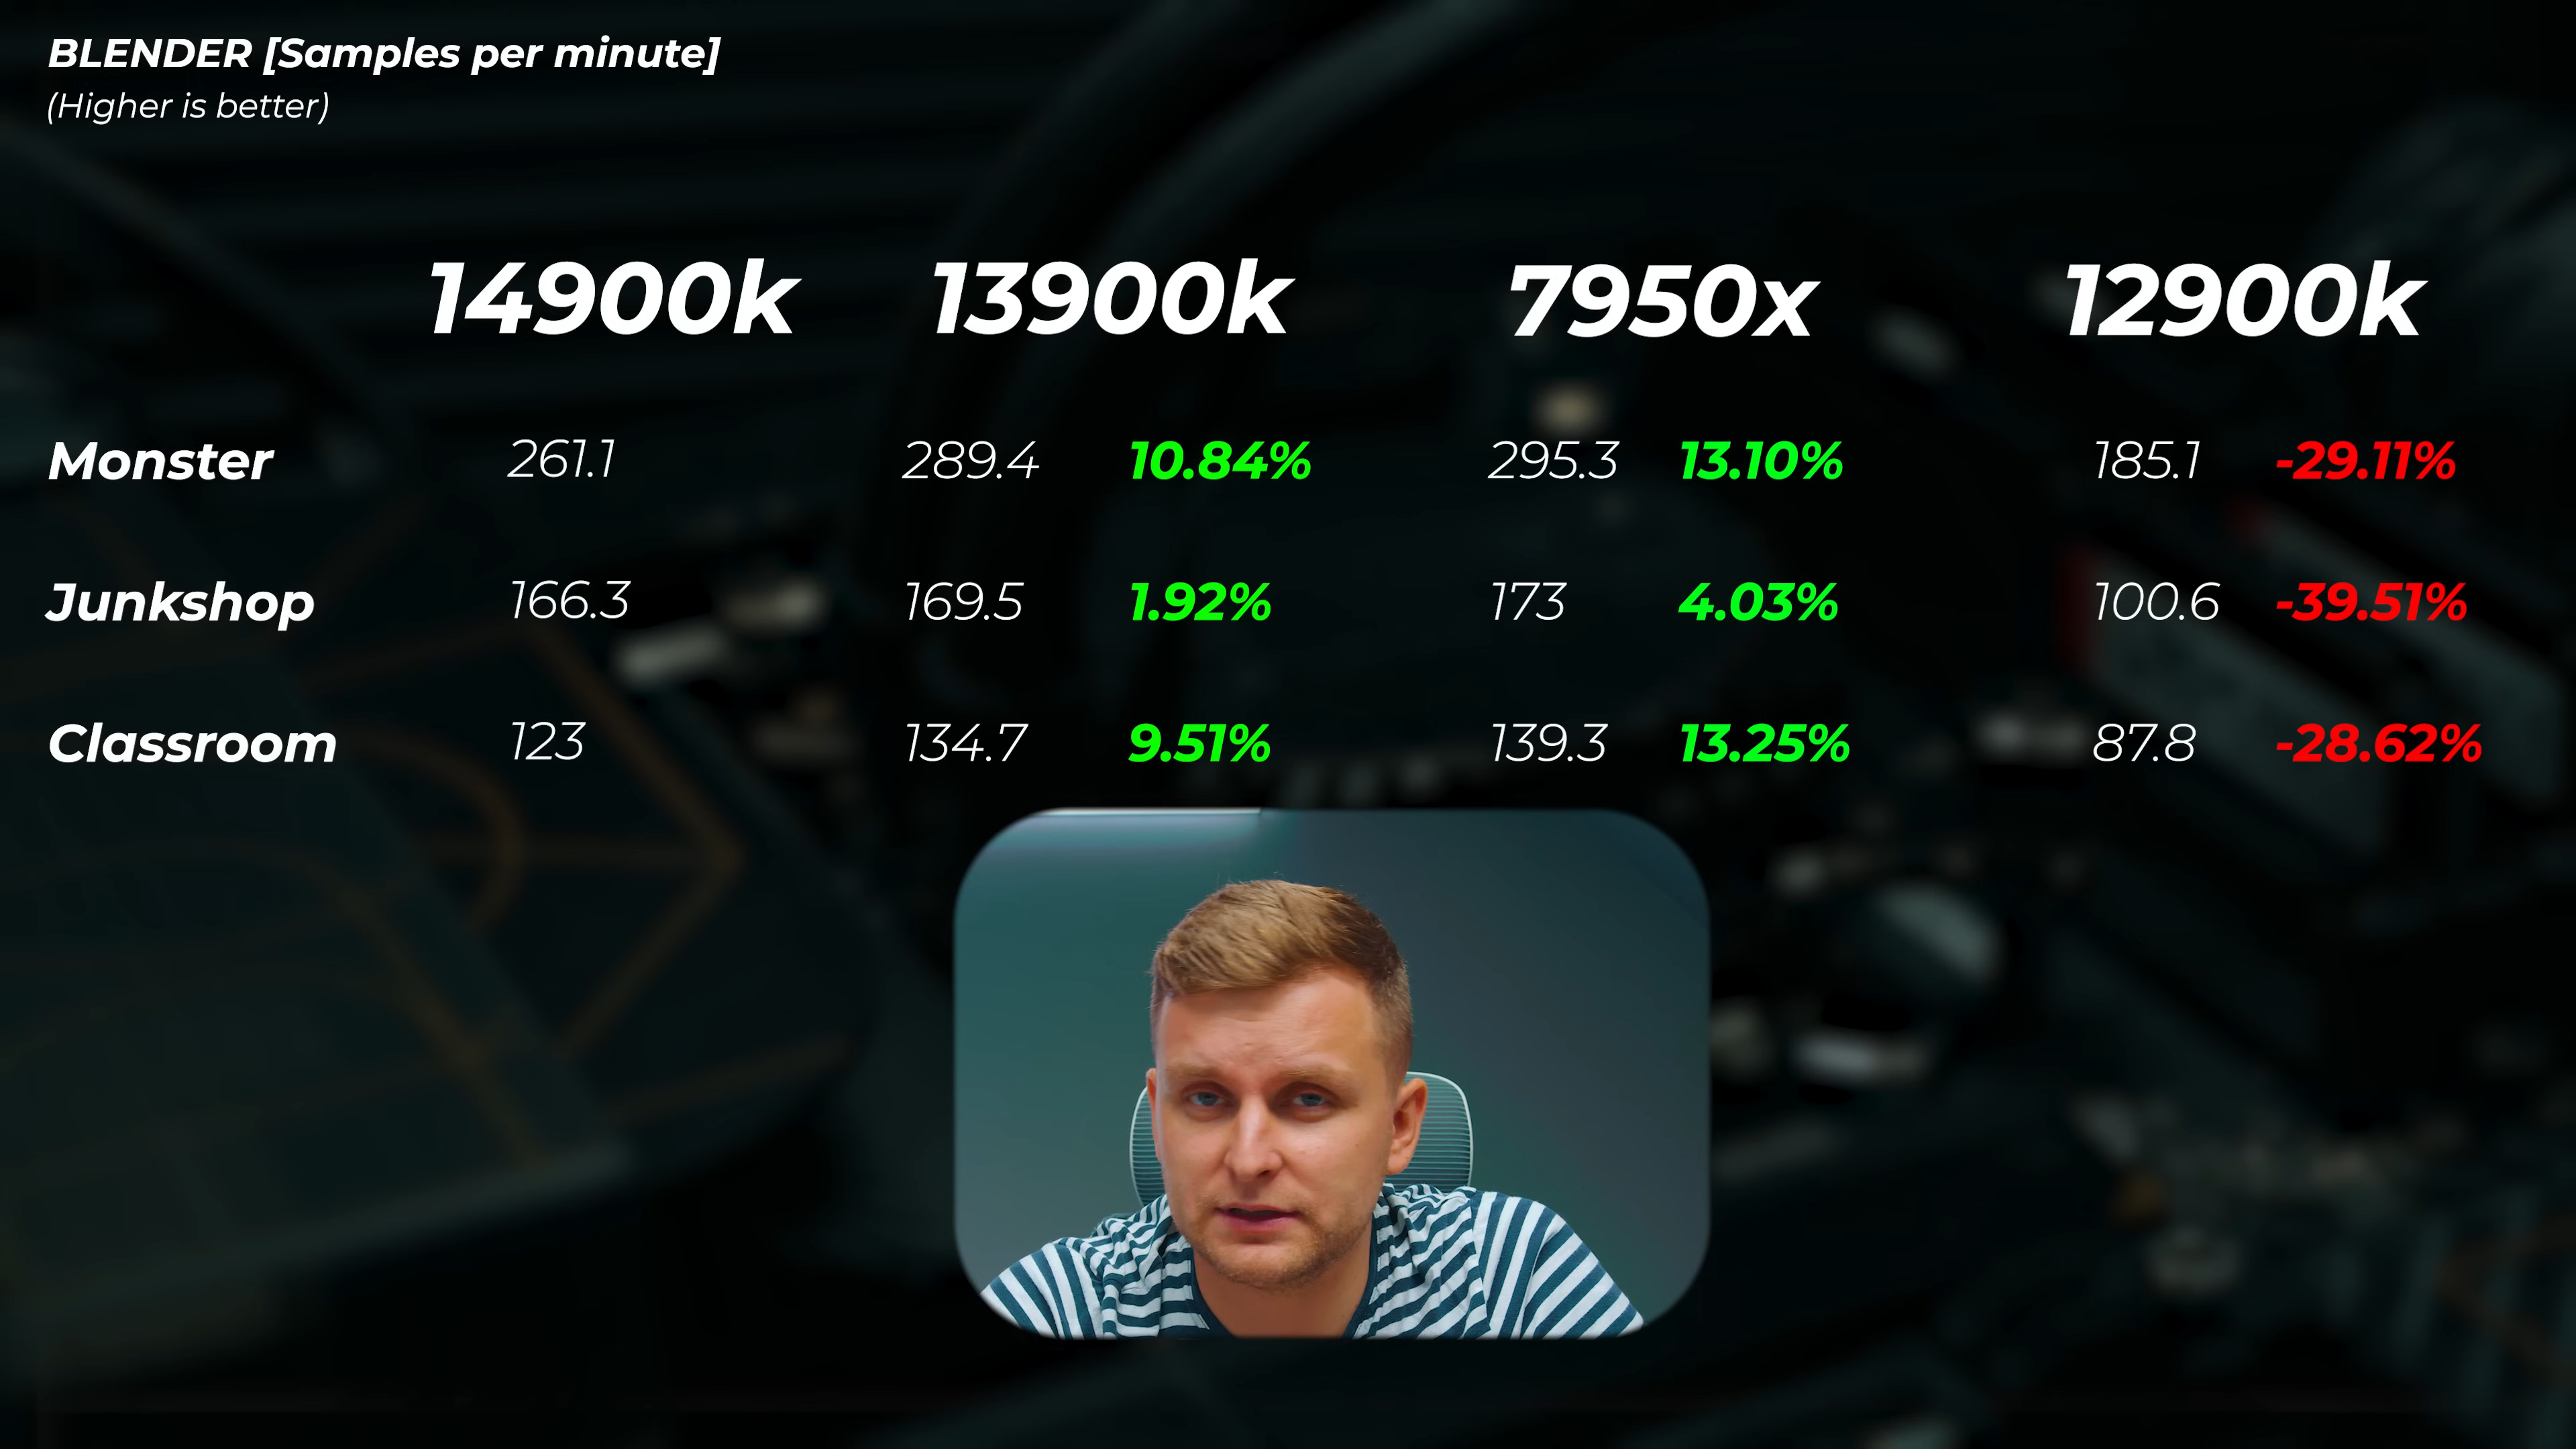 BLENDER [Samples per minute]
(Higher is better)
14900k 13900k 7950x 12900k
Monster 261.1 289.4 10.84% 295.3 13.10% 185.1 -29.11%
Junkshop 166.3 169.5 1.92% 173 4.03% 100.6 -39.51%
Classroom 123 134.7 9.51% 139.3 13.25% 87.8 -28.62%